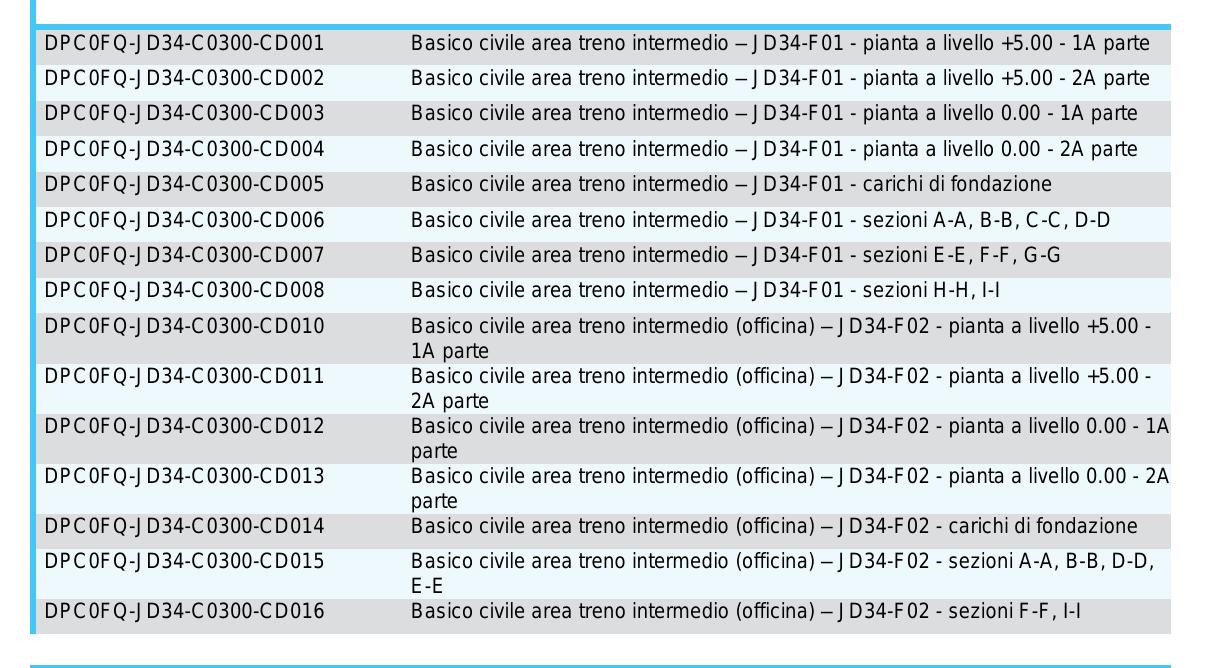 DPC0FQ-JD34-C0300-CD001 Basico civile area treno intermedio – JD34-F01 - pianta a livello +5.00 - 1A parte
DPC0FQ-JD34-C0300-CD002 Basico civile area treno intermedio – JD34-F01 - pianta a livello +5.00 - 2A parte
DPC0FQ-JD34-C0300-CD003 Basico civile area treno intermedio – JD34-F01 - pianta a livello 0.00 - 1A parte
DPC0FQ-JD34-C0300-CD004 Basico civile area treno intermedio – JD34-F01 - pianta a livello 0.00 - 2A parte
DPC0FQ-JD34-C0300-CD005 Basico civile area treno intermedio – JD34-F01 - carichi di fondazione
DPC0FQ-JD34-C0300-CD006 Basico civile area treno intermedio – JD34-F01 - sezioni A-A, B-B, C-C, D-D
DPC0FQ-JD34-C0300-CD007 Basico civile area treno intermedio – JD34-F01 - sezioni E-E, F-F, G-G
DPC0FQ-JD34-C0300-CD008 Basico civile area treno intermedio – JD34-F01 - sezioni H-H, I-I
DPC0FQ-JD34-C0300-CD010 Basico civile area treno intermedio (officina) – JD34-F02 - pianta a livello +5.00 -
1A parte
DPC0FQ-JD34-C0300-CD011 Basico civile area treno intermedio (officina) – JD34-F02 - pianta a livello +5.00 -
2A parte
DPC0FQ-JD34-C0300-CD012 Basico civile area treno intermedio (officina) – JD34-F02 - pianta a livello 0.00 - 1A
parte
DPC0FQ-JD34-C0300-CD013 Basico civile area treno intermedio (officina) – JD34-F02 - pianta a livello 0.00 - 2A
parte
DPC0FQ-JD34-C0300-CD014 Basico civile area treno intermedio (officina) – JD34-F02 - carichi di fondazione
DPC0FQ-JD34-C0300-CD015 Basico civile area treno intermedio (officina) – JD34-F02 - sezioni A-A, B-B, D-D,
E-E
DPC0FQ-JD34-C0300-CD016 Basico civile area treno intermedio (officina) – JD34-F02 - sezioni F-F, I-I